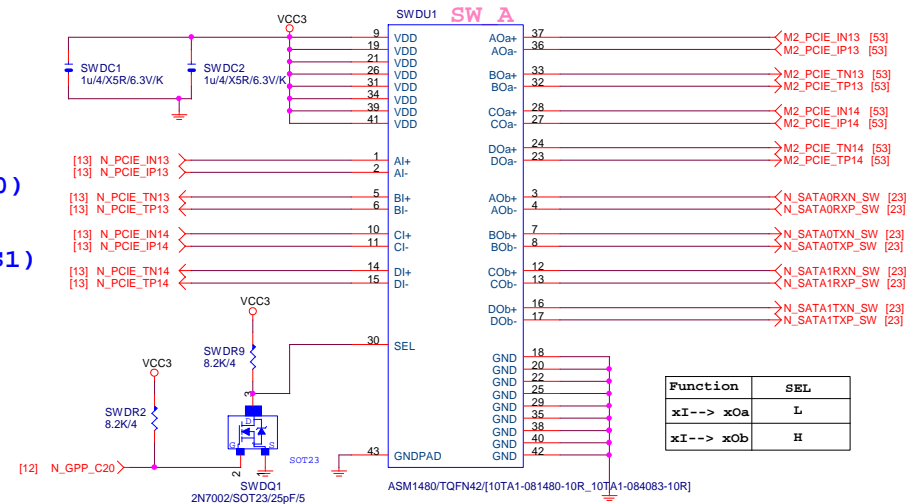 SWDU1 SW A
VCC3
SWDC1
1u/4/X5R/6.3V/K
SWDC2
1u/4/X5R/6.3V/K
9 VDD
19 VDD
21 VDD
26 VDD
31 VDD
34 VDD
39 VDD
41 VDD
AOa+ 37 M2_PCIE_IN13 [53]
AOa- 36 M2_PCIE_IP13 [53]
BOa+ 33 M2_PCIE_TN13 [53]
BOa- 32 M2_PCIE_TP13 [53]
COa+ 28 M2_PCIE_IN14 [53]
COa- 27 M2_PCIE_IP14 [53]
DOa+ 24 M2_PCIE_TN14 [53]
DOa- 23 M2_PCIE_TP14 [53]
[13] N_PCIE_IN13 1 AI+
[13] N_PCIE_IP13 2 AI-
[13] N_PCIE_TN13 5 BI+
[13] N_PCIE_TP13 6 BI-
[13] N_PCIE_IN14 10 CI+
[13] N_PCIE_IP14 11 CI-
[13] N_PCIE_TN14 14 DI+
[13] N_PCIE_TP14 15 DI-
AOb+ 3 N_SATA0RXN_SW [23]
AOb- 4 N_SATA0RXP_SW [23]
BOb+ 7 N_SATA0TXN_SW [23]
BOb- 8 N_SATA0TXP_SW [23]
COb+ 12 N_SATA1RXN_SW [23]
COb- 13 N_SATA1RXP_SW [23]
DOb+ 16 N_SATA1TXN_SW [23]
DOb- 17 N_SATA1TXP_SW [23]
VCC3
SWDR9
8.2K/4
30 SEL
VCC3
SWDR2
8.2K/4
3
D
G S
2 1
SOT23
SWDQ1
2N7002/SOT23/25pF/5
[12] N_GPP_C20
43 GNDPAD
GND 18
GND 20
GND 22
GND 25
GND 29
GND 35
GND 38
GND 40
GND 42
ASM1480/TQFN42/[10TA1-081480-10R_10TA1-084083-10R]
Function SEL
xI--> xOa L
xI--> xOb H